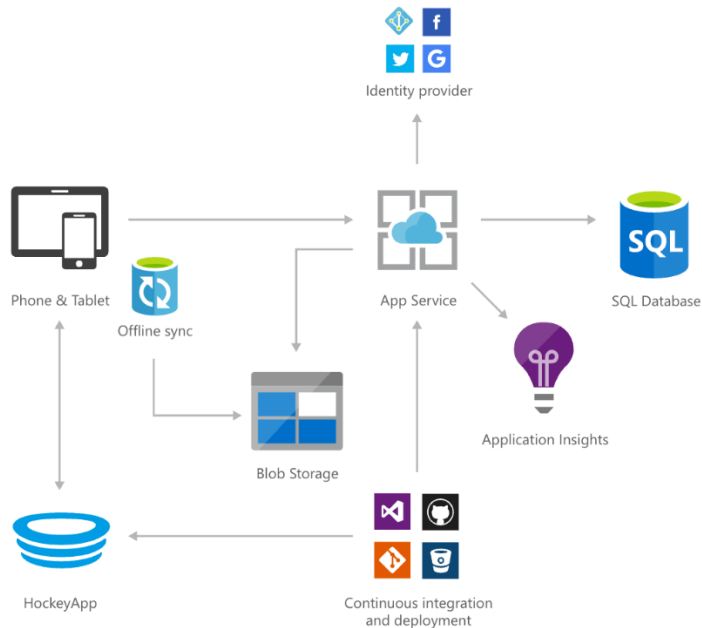 f
G
Identity provider
SQL
Phone & Tablet
App Service
SQL Database
Offline sync
Application Insights
Blob Storage
HockeyApp
Continuous integration
and deployment